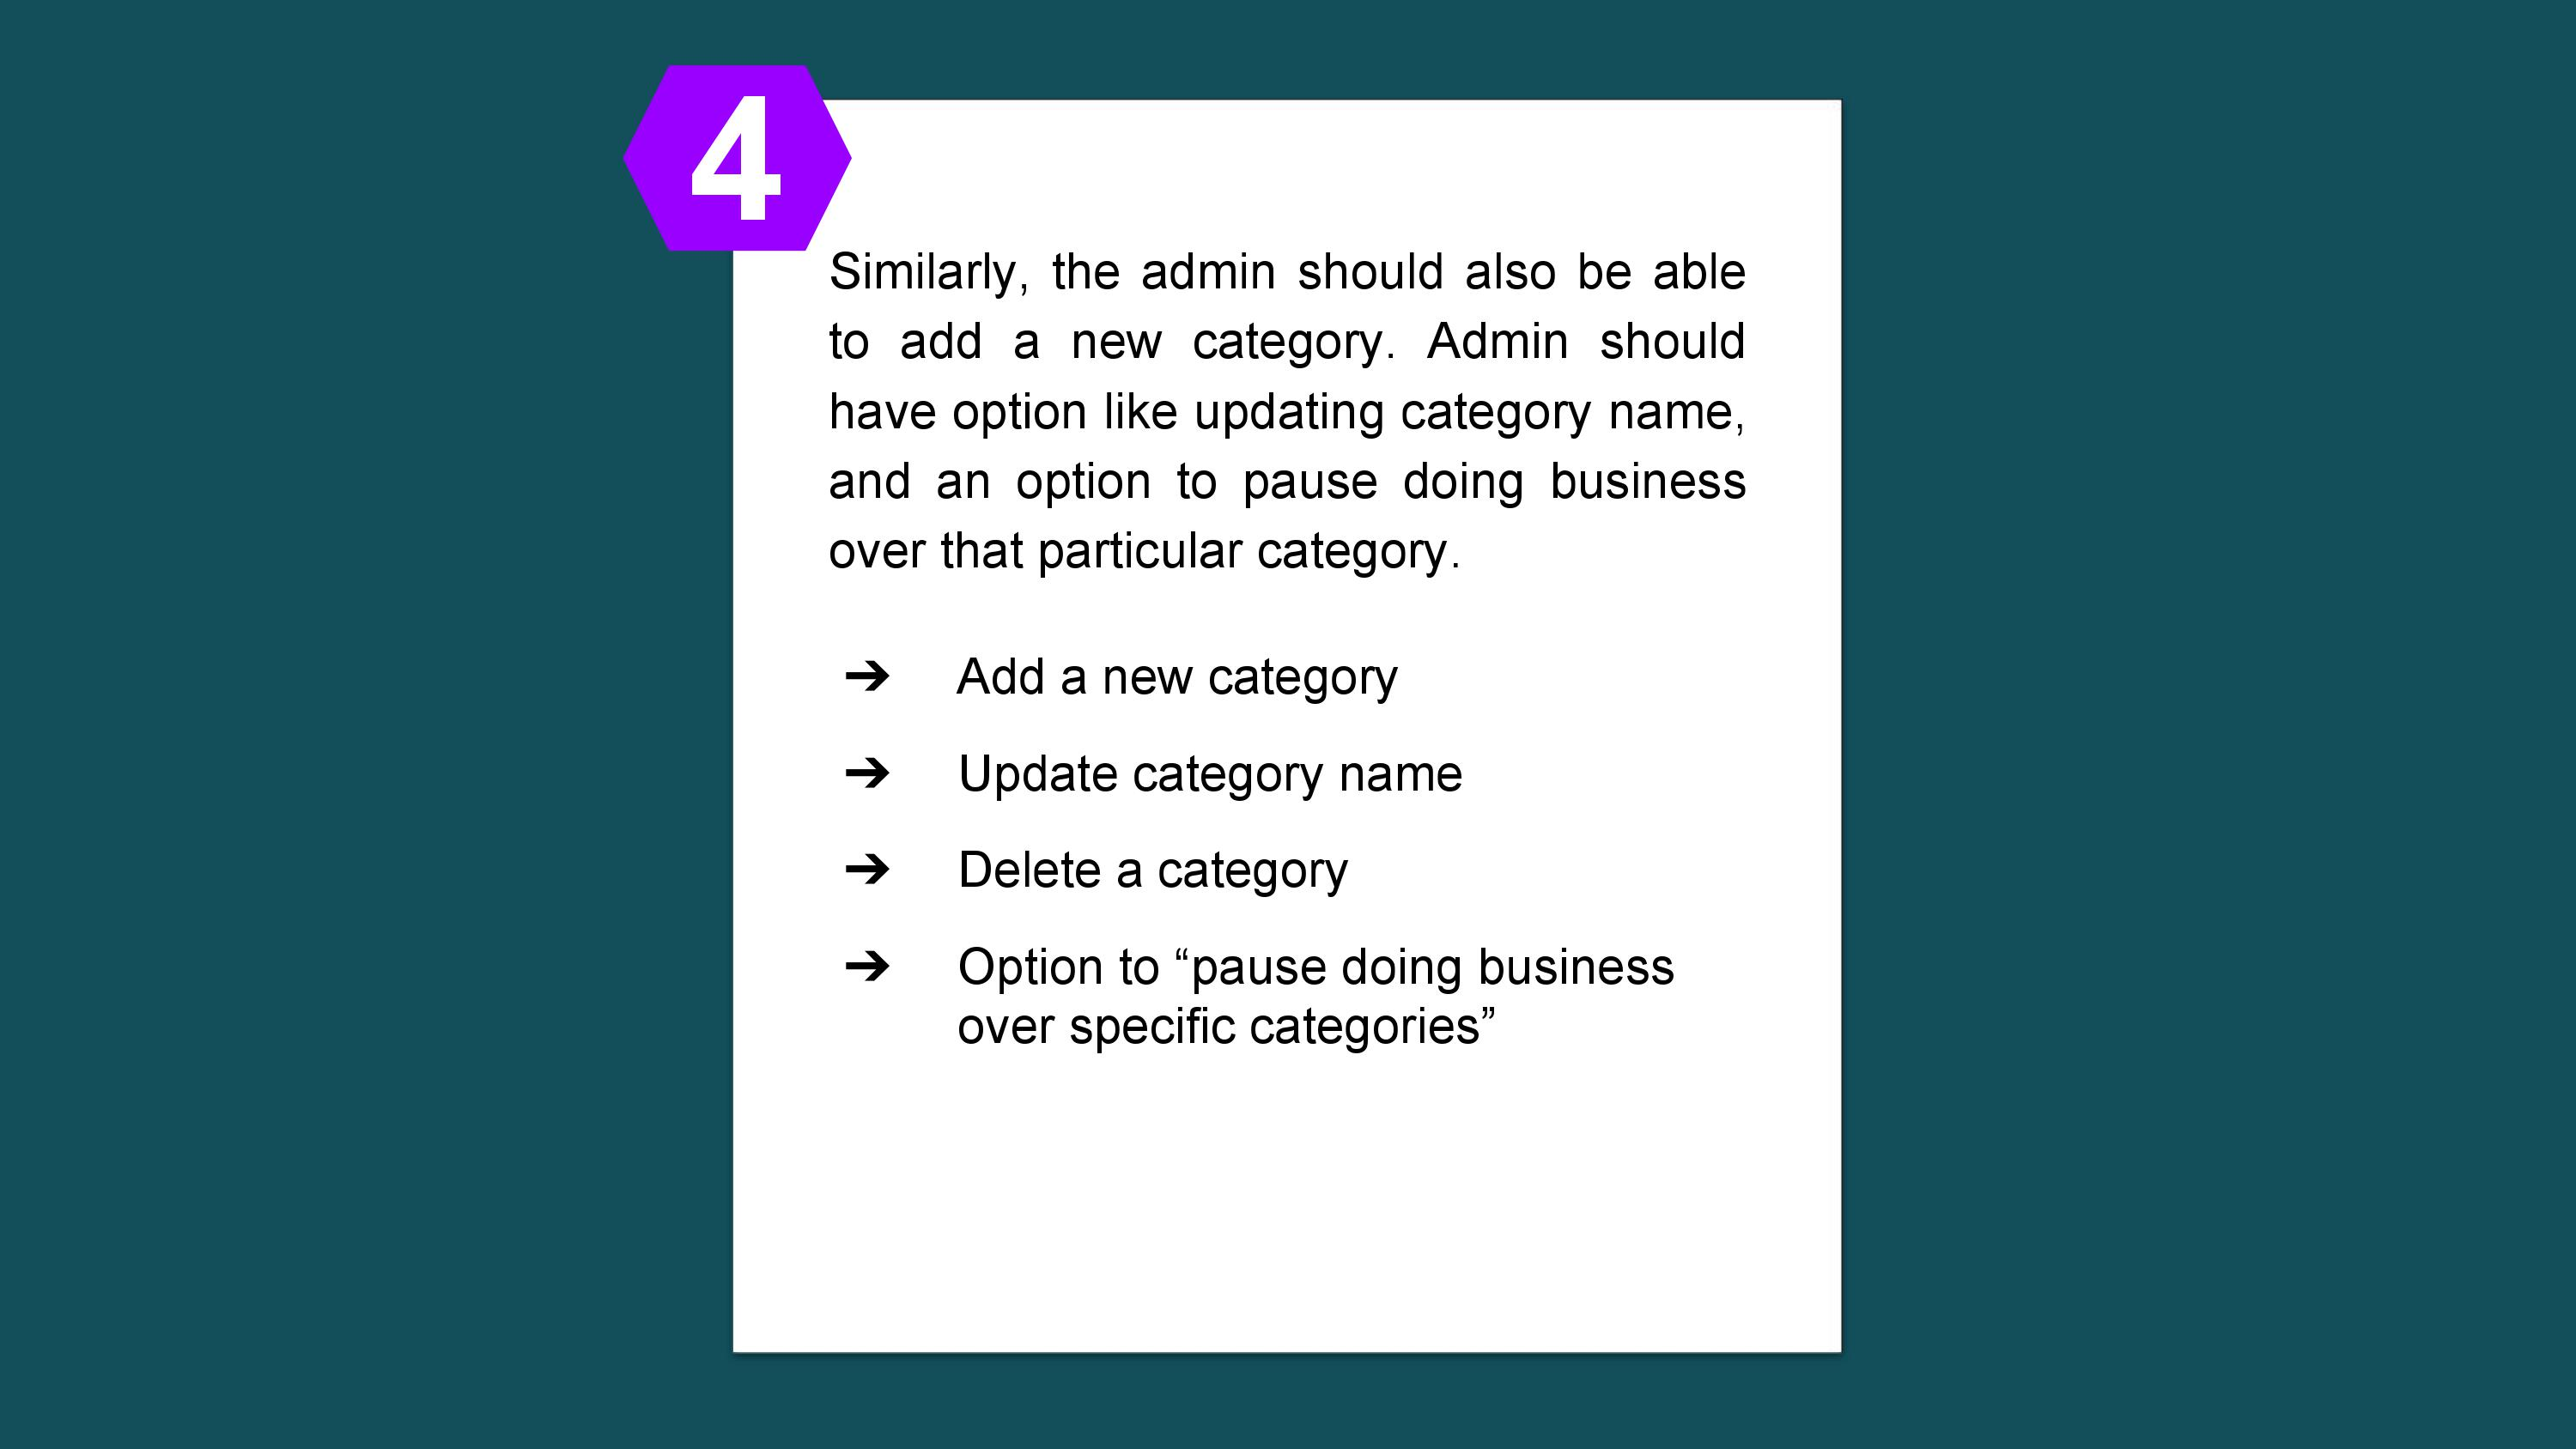 4
Similarly, the admin should also be able
to add a new category. Admin should
have option like updating category name,
and an option to pause doing business
over that particular category.
➔ Add a new category
➔ Update category name
➔ Delete a category
➔ Option to “pause doing business
over specific categories”